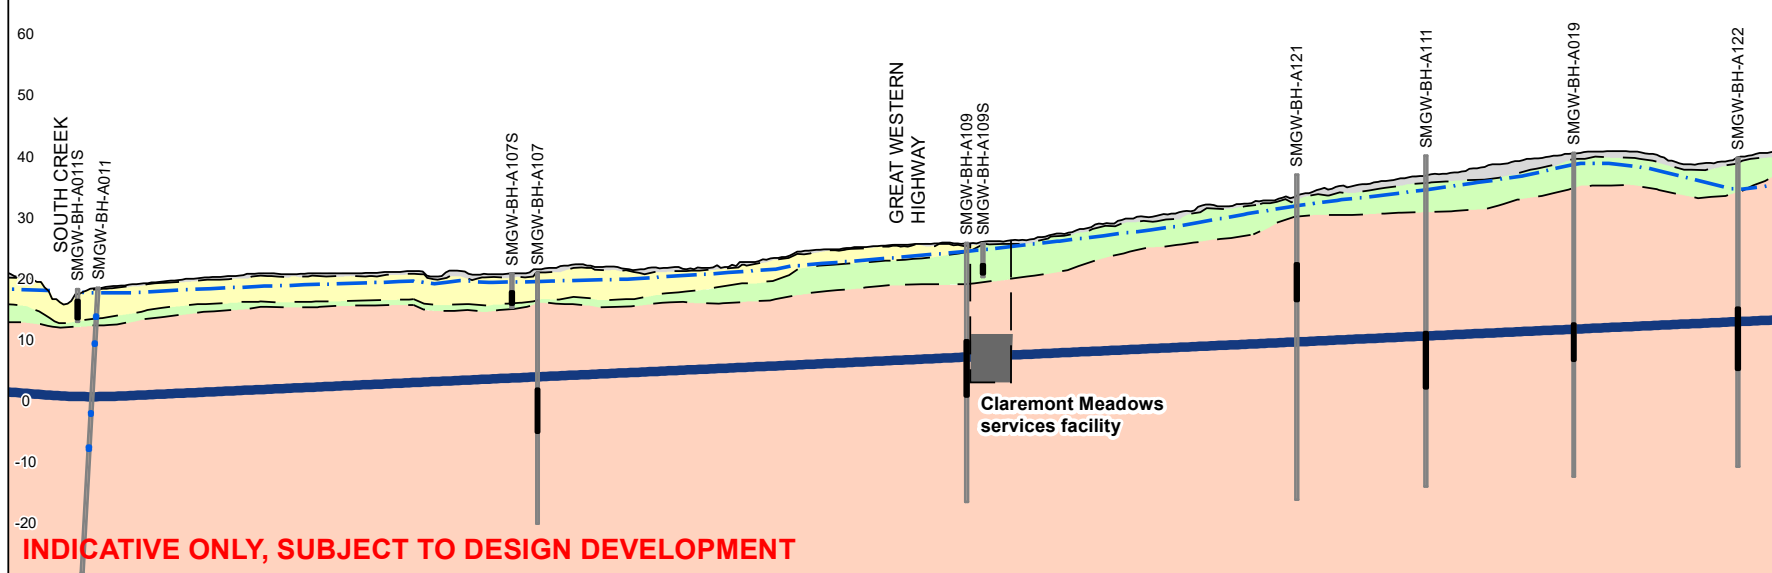 60
50
40
30
20
10
0
-10
-20
SOUTH CREEK
SMGW-BH-A011S
SMGW-BH-A011
SMGW-BH-A107S
SMGW-BH-A107
GREAT WESTERN
HIGHWAY
SMGW-BH-A109
SMGW-BH-A109S
SMGW-BH-A121
SMGW-BH-A111
SMGW-BH-A019
SMGW-BH-A122
Claremont Meadows
services facility
INDICATIVE ONLY, SUBJECT TO DESIGN DEVELOPMENT